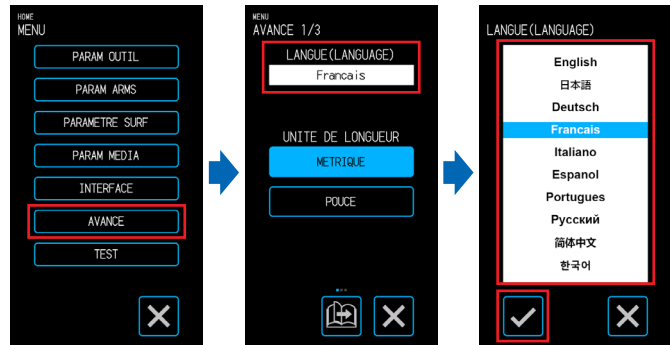 HOME
MENU
PARAM OUTIL
PARAM ARMS
PARAMETRE SURF
PARAM MEDIA
INTERFACE
AVANCE
TEST
MENU
AVANCE 1/3
LANGUE(LANGUAGE)
Francais
UNITE DE LONGUEUR
METRIQUE
POUCE
LANGUE(LANGUAGE)
English
日本語
Deutsch
Francais
Italiano
Espanol
Portugues
Русский
简体中文
한국어